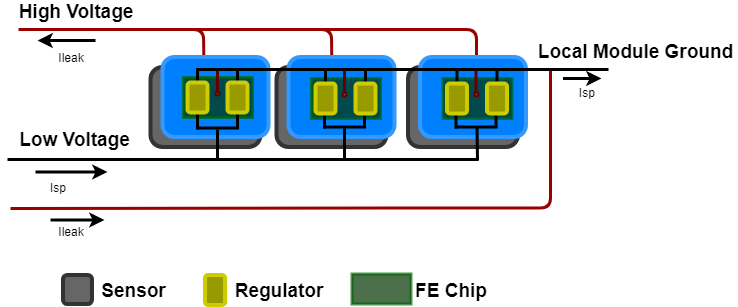 High Voltage
Ileak
Local Module Ground
Isp
Low Voltage
Isp
Ileak
Sensor
Regulator
FE Chip